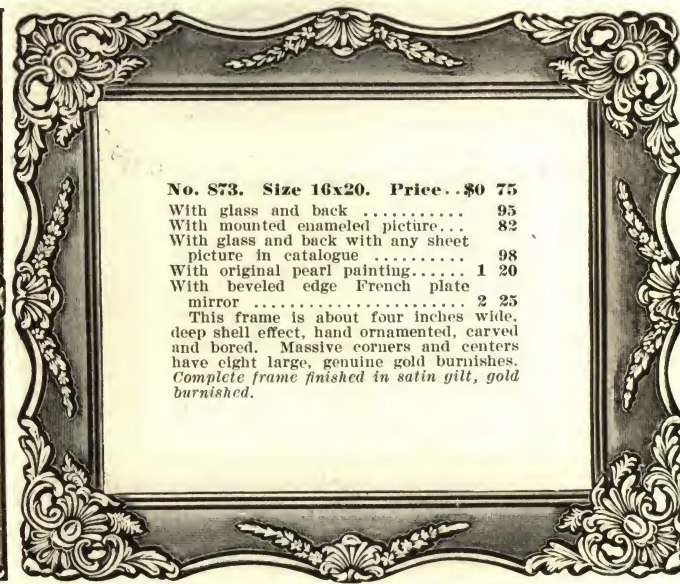 No. 873. Size 16x20. Price..$0 75
With glass and back ........... 95
With mounted enameled picture... 82
With glass and back with any sheet
picture in catalogue .......... 98
With original pearl painting...... 1 20
With beveled edge French plate
mirror ........................ 2 25
This frame is about four inches wide,
deep shell effect, hand ornamented, carved
and bored. Massive corners and centers
have eight large, genuine gold burnishes.
Complete frame finished in satin gilt, gold
burnished.